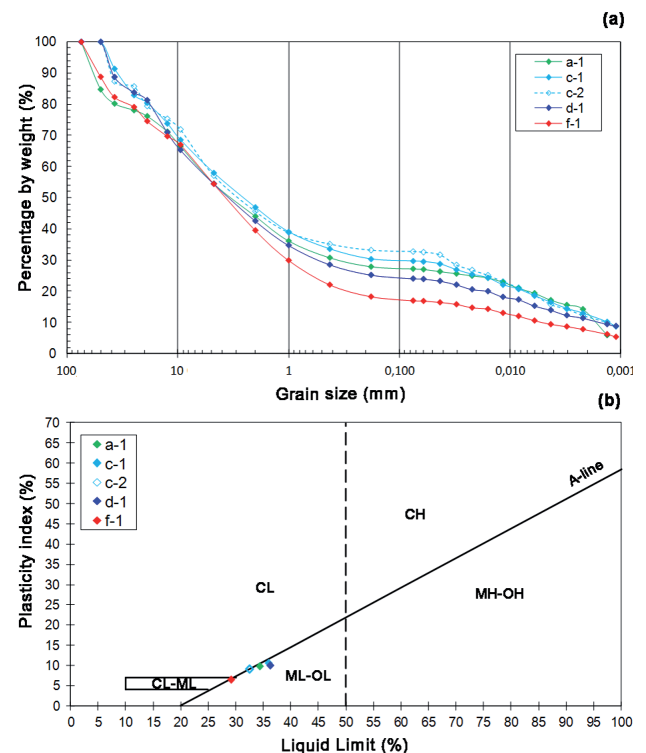 (a)
Percentage by weight (%)
100
90
80
70
60
50
40
30
20
10
0
a-1
c-1
c-2
d-1
f-1
100 10 1 0,100 0,010 0,001
Grain size (mm)
(b)
Plasticity index (%)
70
65
60
55
50
45
40
35
30
25
20
15
10
5
0
a-1
c-1
c-2
d-1
f-1
A-line
CH
CL
MH-OH
CL-ML
ML-OL
0 5 10 15 20 25 30 35 40 45 50 55 60 65 70 75 80 85 90 95 100
Liquid Limit (%)